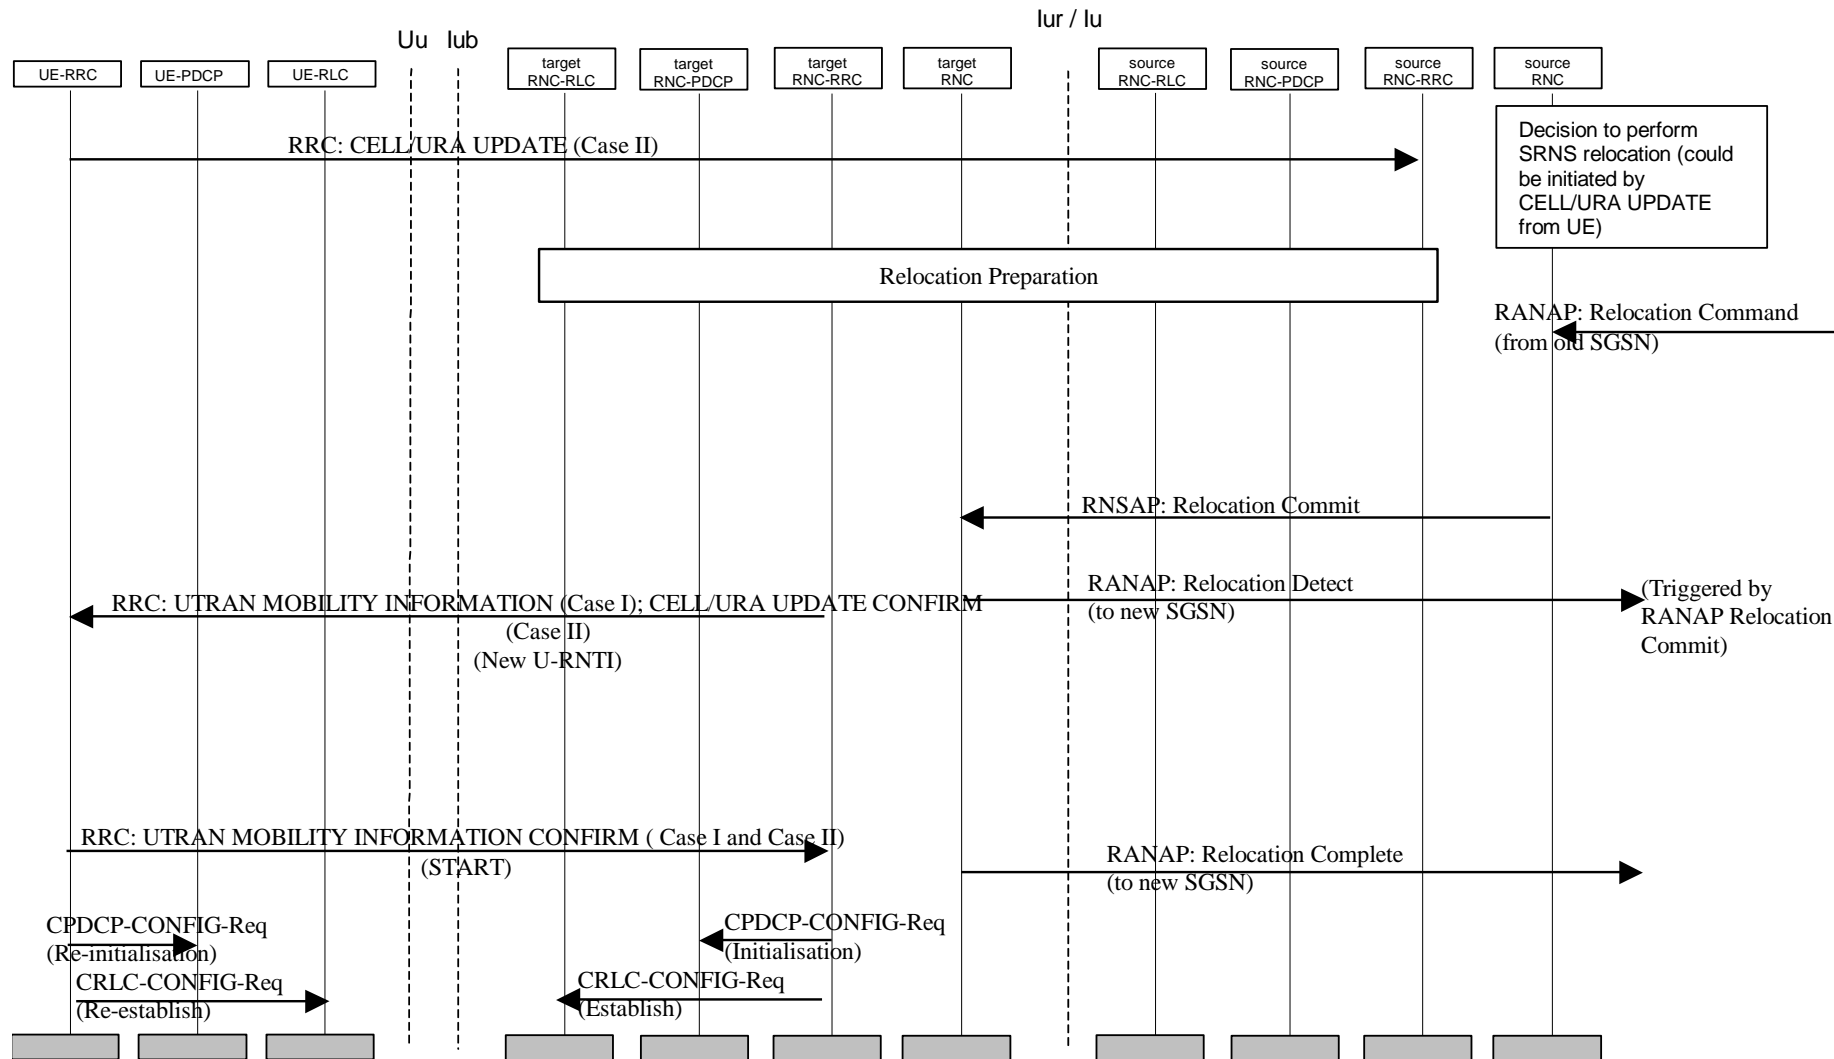 Iur / Iu
Uu Iub
UE-RRC
UE-PDCP
UE-RLC
target
RNC-RLC
target
RNC-PDCP
target
RNC-RRC
target
RNC
source
RNC-RLC
source
RNC-PDCP
source
RNC-RRC
source
RNC
RRC: CELL/URA UPDATE (Case II)
Decision to perform
SRNS relocation (could
be initiated by
CELL/URA UPDATE
from UE)
Relocation Preparation
RANAP: Relocation Command
(from old SGSN)
RNSAP: Relocation Commit
RANAP: Relocation Detect
(to new SGSN)
(Triggered by
RANAP Relocation
Commit)
RRC: UTRAN MOBILITY INFORMATION (Case I); CELL/URA UPDATE CONFIRM
(Case II)
(New U-RNTI)
RRC: UTRAN MOBILITY INFORMATION CONFIRM ( Case I and Case II)
(START)
RANAP: Relocation Complete
(to new SGSN)
CPDCP-CONFIG-Req
(Re-initialisation)
CPDCP-CONFIG-Req
(Initialisation)
CRLC-CONFIG-Req
(Re-establish)
CRLC-CONFIG-Req
(Establish)